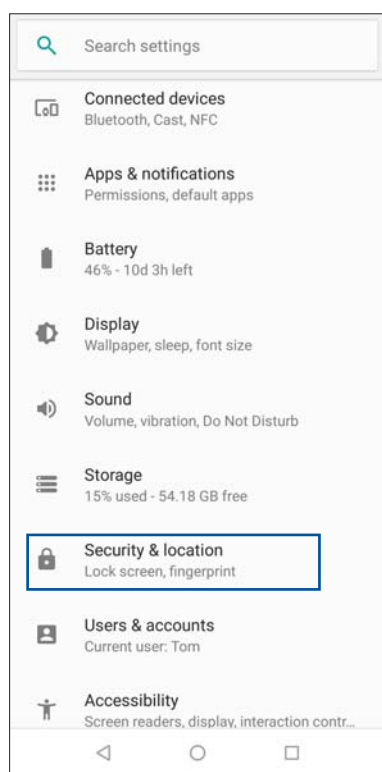 Search settings
Connected devices
Bluetooth, Cast, NFC
Apps & notifications
Permissions, default apps
Battery
46% - 10d 3h left
Display
Wallpaper, sleep, font size
Sound
Volume, vibration, Do Not Disturb
Storage
15% used - 54.18 GB free
Security & location
Lock screen, fingerprint
Users & accounts
Current user: Tom
Accessibility
Screen readers, display, interaction contr...